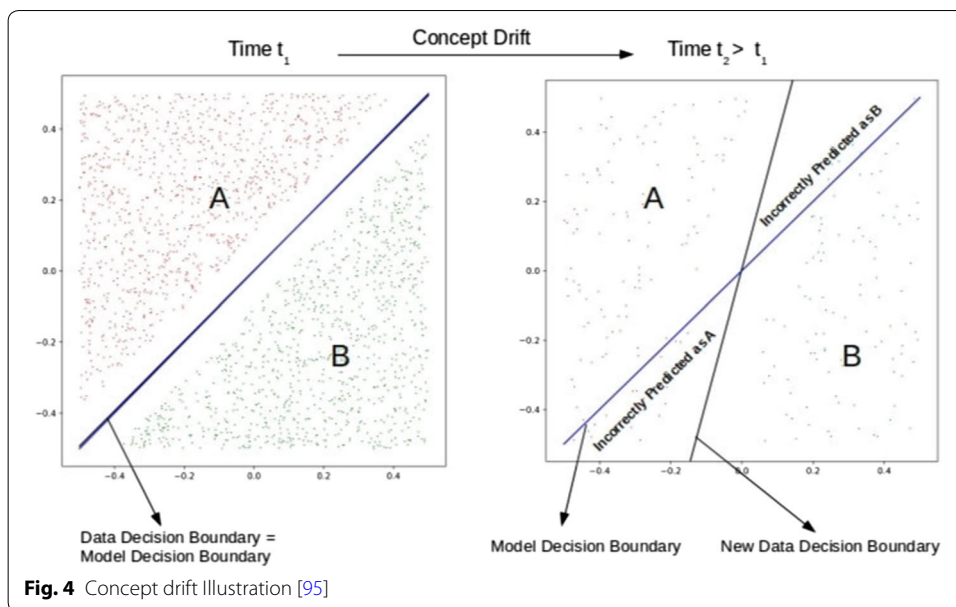 Time t1
Concept Drift
Time t2 > t1
0.4
0.2
0.0
−0.2
−0.4
−0.4
−0.2
0.0
0.2
0.4
A
B
Data Decision Boundary =
Model Decision Boundary
0.4
0.2
0.0
−0.2
−0.4
−0.4
−0.2
0.0
0.2
0.4
A
B
Incorrectly Predicted as B
Incorrectly Predicted as A
Model Decision Boundary
New Data Decision Boundary
Fig. 4 Concept drift Illustration [95]